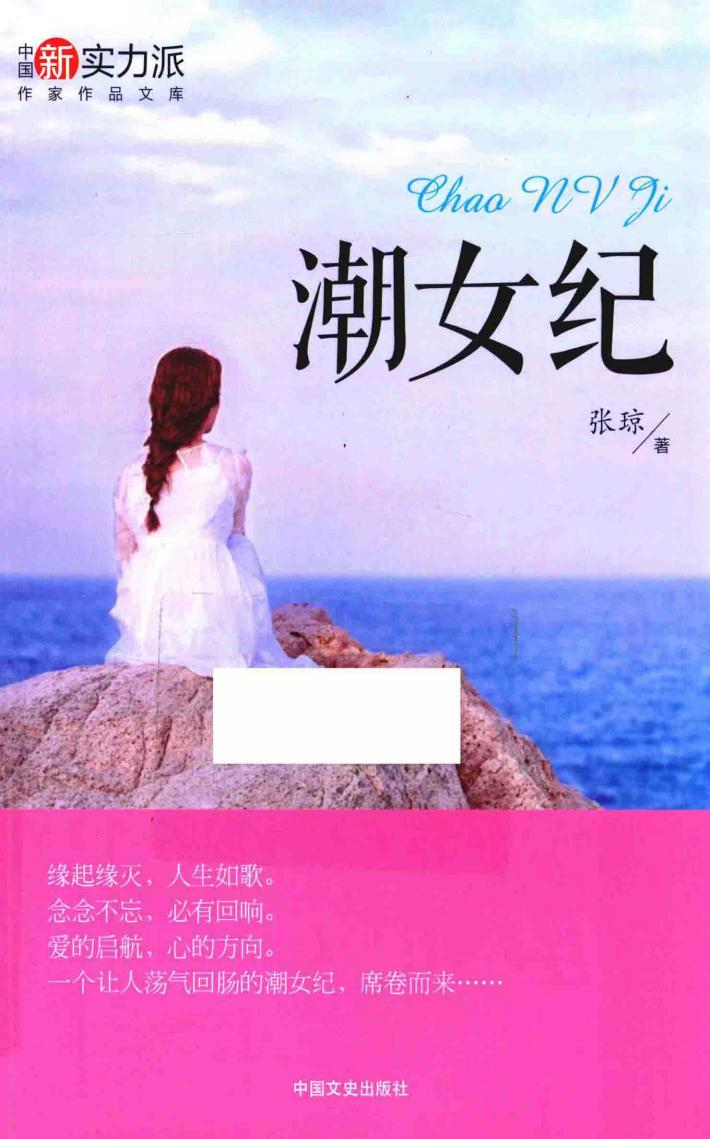 中国新实力派
作家作品文库
Chao NV Ji
潮女纪
张琼/著
缘起缘灭，人生如歌。
念念不忘，必有回响。
爱的启航，心的方向。
一个让人荡气回肠的潮女纪，席卷而来……
中国文史出版社